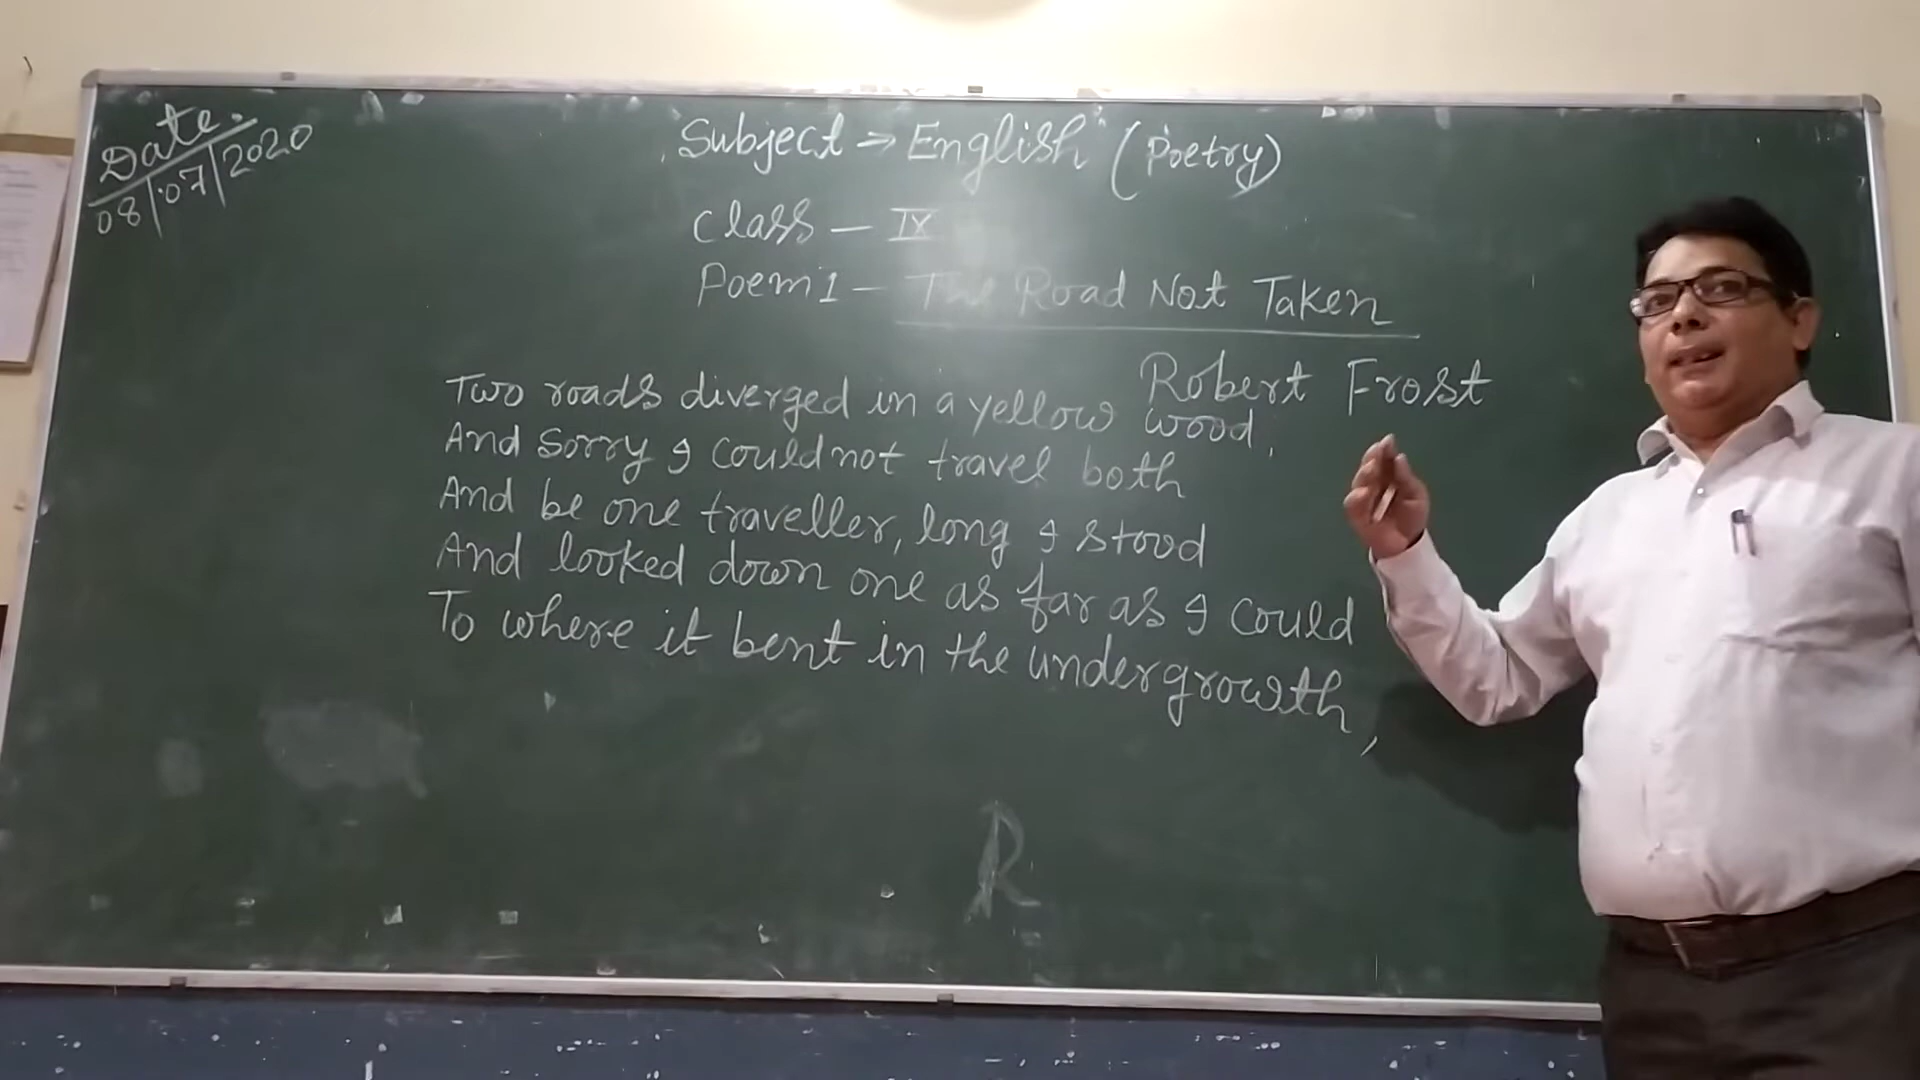 Date.
08/07/2020
Subject → English (Poetry)
Class — IX
Poem 1 — The Road Not Taken
Robert Frost
Two roads diverged in a yellow wood,
And sorry I could not travel both
And be one traveller, long I stood
And looked down one as far as I could
To where it bent in the undergrowth,
R